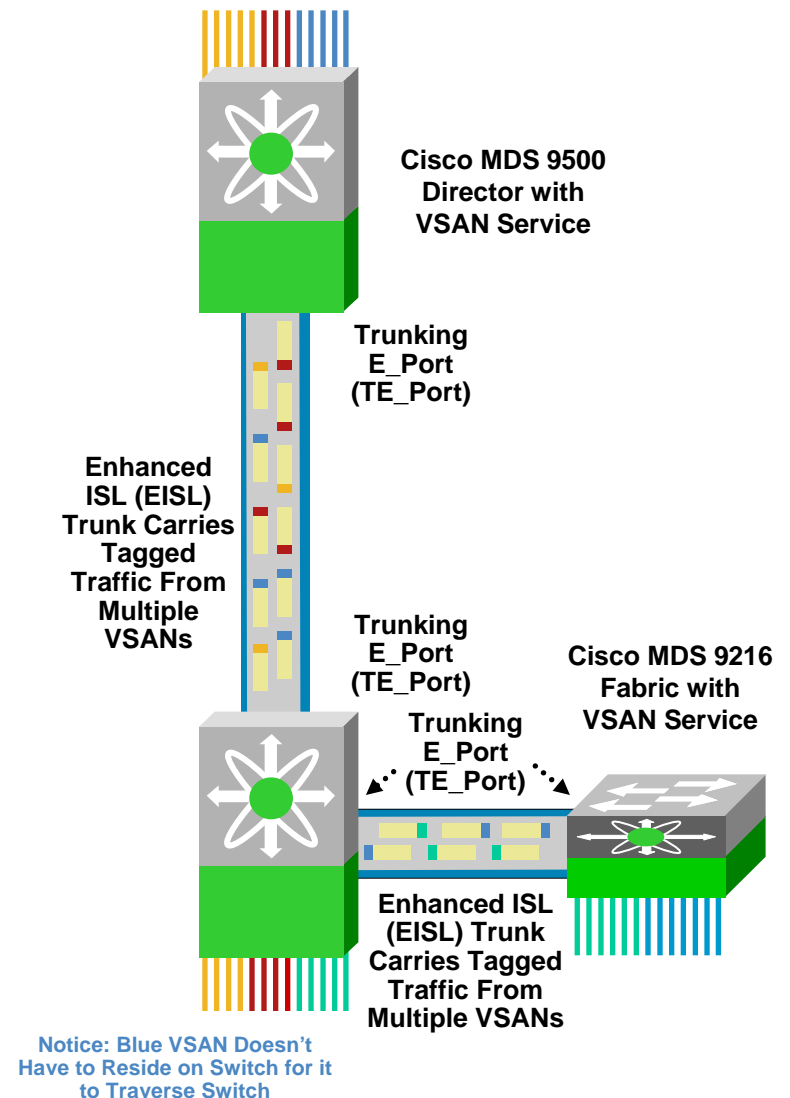 Cisco MDS 9500
Director with
VSAN Service
Trunking
E_Port
(TE_Port)
Enhanced
ISL (EISL)
Trunk Carries
Tagged
Traffic From
Multiple
VSANs
Trunking
E_Port
(TE_Port)
Cisco MDS 9216
Fabric with
VSAN Service
Trunking
E_Port
(TE_Port)
Enhanced ISL
(EISL) Trunk
Carries Tagged
Traffic From
Multiple VSANs
Notice: Blue VSAN Doesn't
Have to Reside on Switch for it
to Traverse Switch